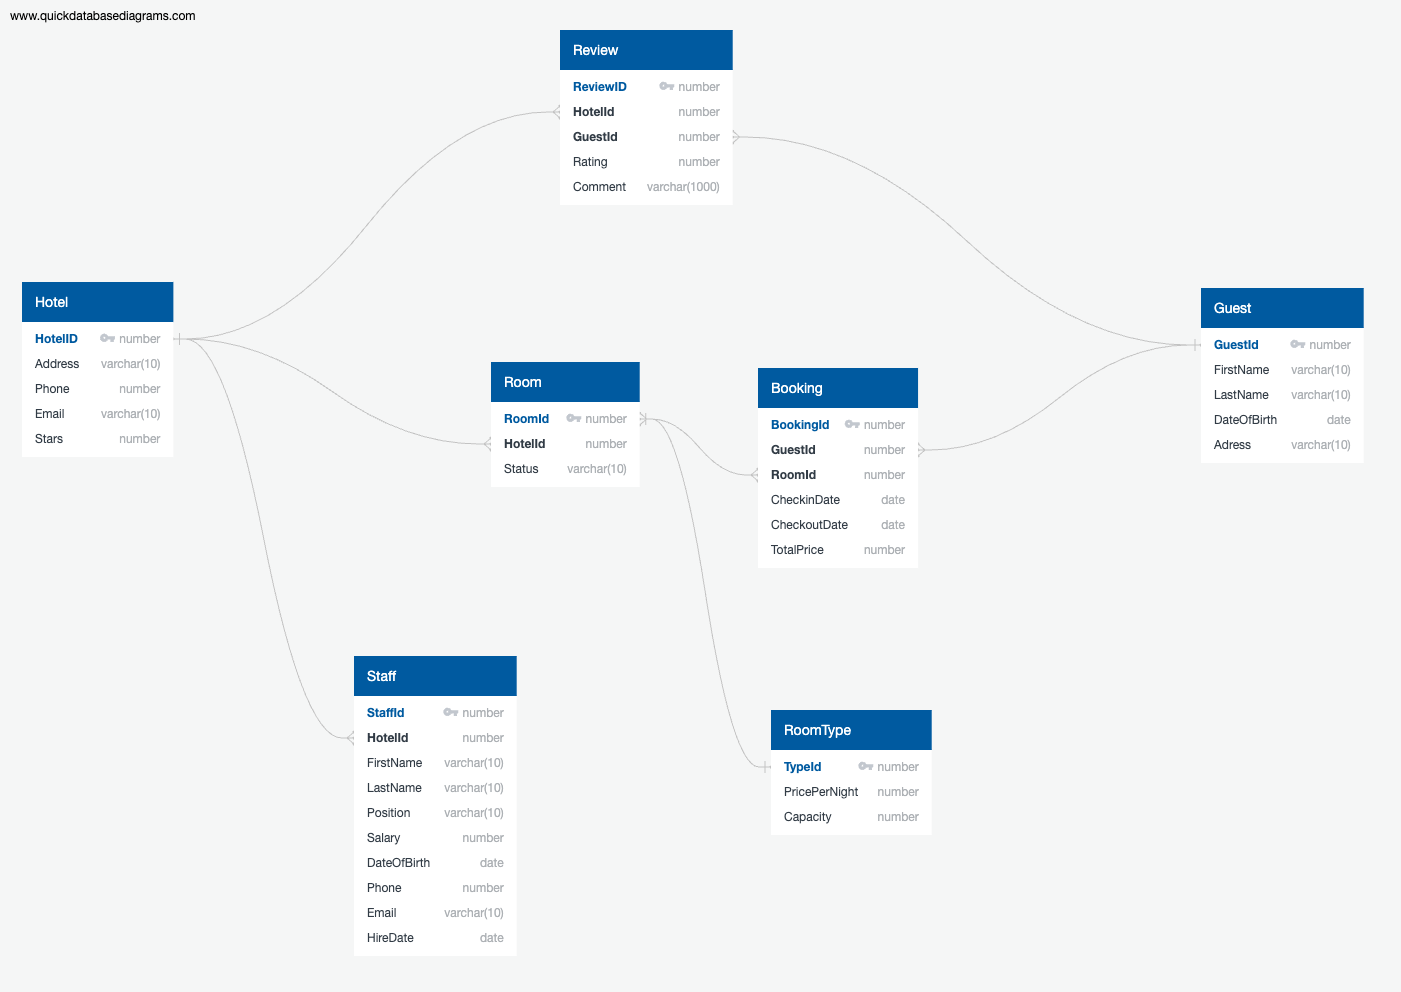 www.quickdatabasediagrams.com
Review
ReviewID number
HotelId number
GuestId number
Rating number
Comment varchar(1000)
Hotel
HotelID number
Address varchar(10)
Phone number
Email varchar(10)
Stars number
Guest
GuestId number
FirstName varchar(10)
LastName varchar(10)
DateOfBirth date
Adress varchar(10)
Room
RoomId number
HotelId number
Status varchar(10)
Booking
BookingId number
GuestId number
RoomId number
CheckinDate date
CheckoutDate date
TotalPrice number
Staff
StaffId number
HotelId number
FirstName varchar(10)
LastName varchar(10)
Position varchar(10)
Salary number
DateOfBirth date
Phone number
Email varchar(10)
HireDate date
RoomType
TypeId number
PricePerNight number
Capacity number